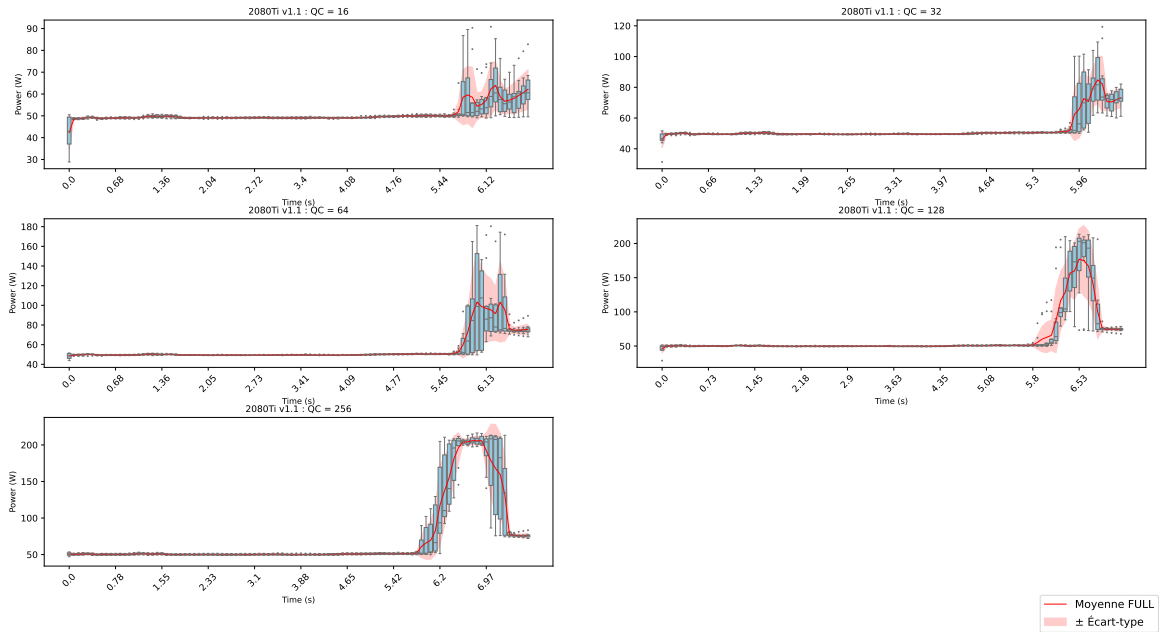 2080Ti v1.1 : QC = 16
Power (W)
90
80
70
60
50
40
30
0.0 0.68 1.36 2.04 2.72 3.4 4.08 4.76 5.44 6.12
Time (s)
2080Ti v1.1 : QC = 32
Power (W)
120
100
80
60
40
0.0 0.66 1.33 1.99 2.65 3.31 3.97 4.64 5.3 5.96
Time (s)
2080Ti v1.1 : QC = 64
Power (W)
180
160
140
120
100
80
60
40
0.0 0.68 1.36 2.05 2.73 3.41 4.09 4.77 5.45 6.13
Time (s)
2080Ti v1.1 : QC = 128
Power (W)
200
150
100
50
0.0 0.73 1.45 2.18 2.9 3.63 4.35 5.08 5.8 6.53
Time (s)
2080Ti v1.1 : QC = 256
Power (W)
200
150
100
50
0.0 0.78 1.55 2.33 3.1 3.88 4.65 5.42 6.2 6.97
Time (s)
Moyenne FULL
± Écart-type